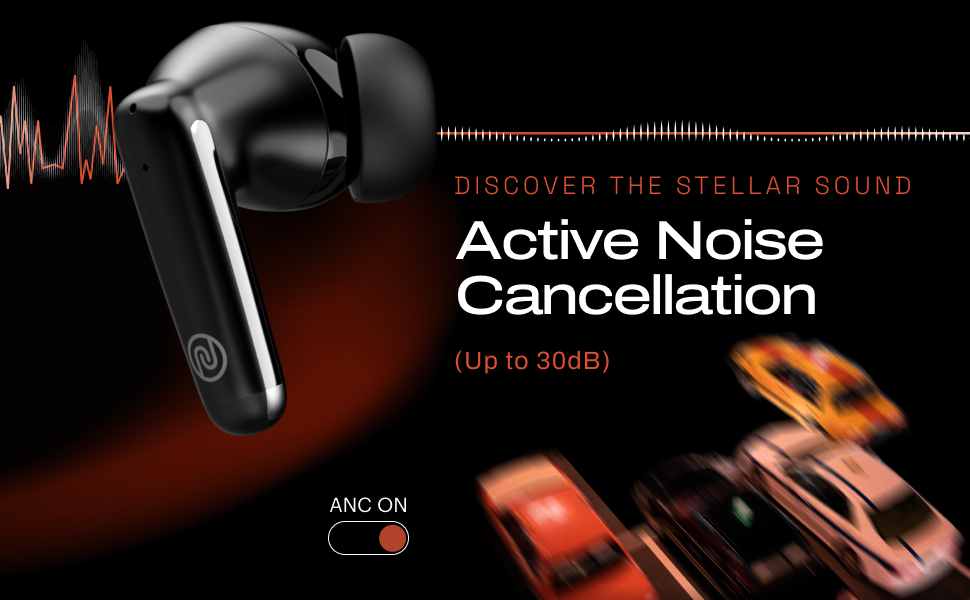 DISCOVER THE STELLAR SOUND
Active Noise
Cancellation
(Up to 30dB)
ANC ON